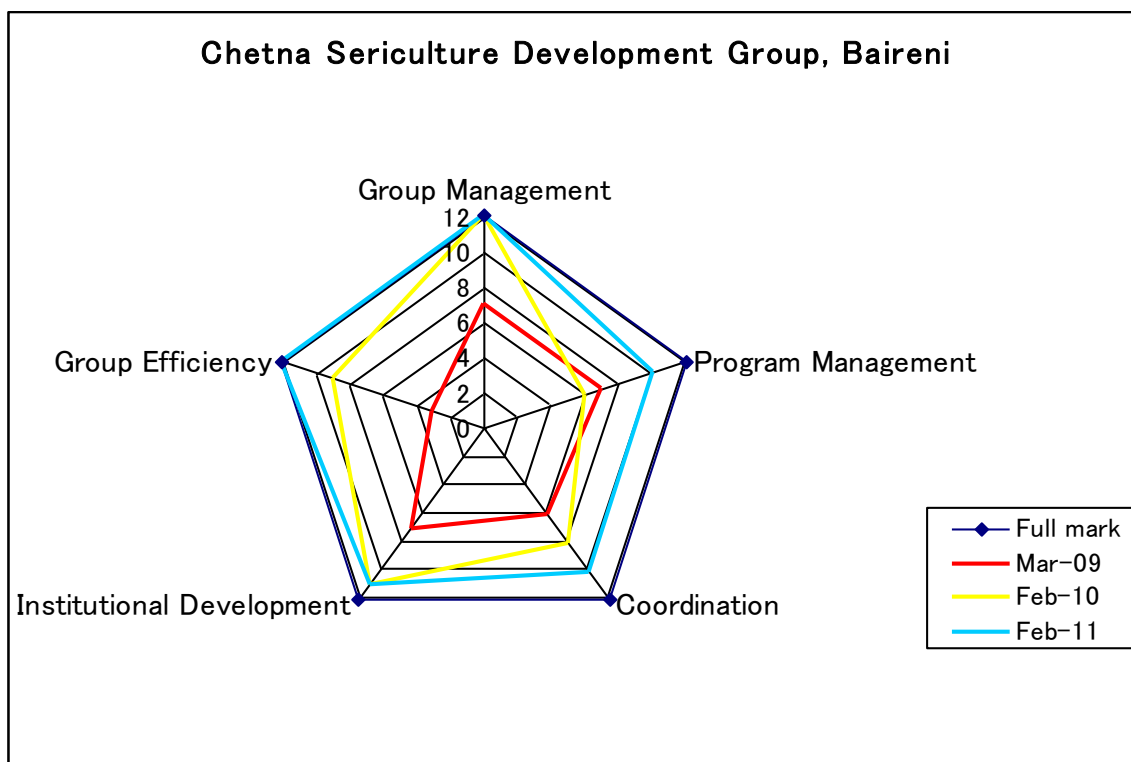 Chetna Sericulture Development Group, Baireni
Group Management
12
10
8
6
4
2
0
Group Efficiency
Program Management
Institutional Development
Coordination
Full mark
Mar-09
Feb-10
Feb-11